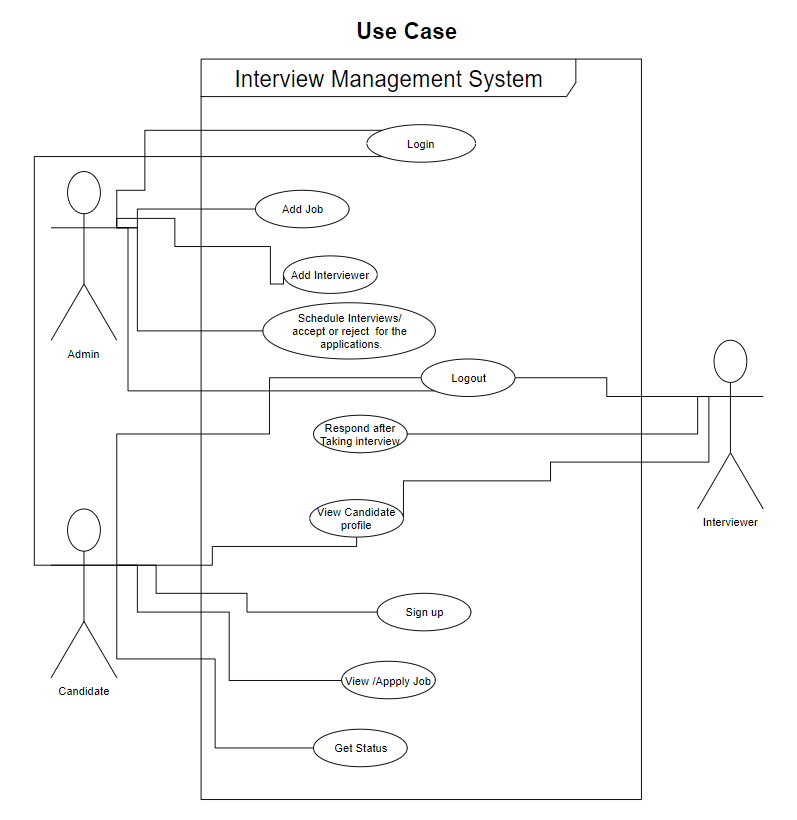 Use Case
Interview Management System
Login
Add Job
Add Interviewer
Schedule Interviews/
accept or reject for the
applications.
Admin
Logout
Respond after
Taking interview
Interviewer
View Candidate
profile
Sign up
View /Appply Job
Candidate
Get Status